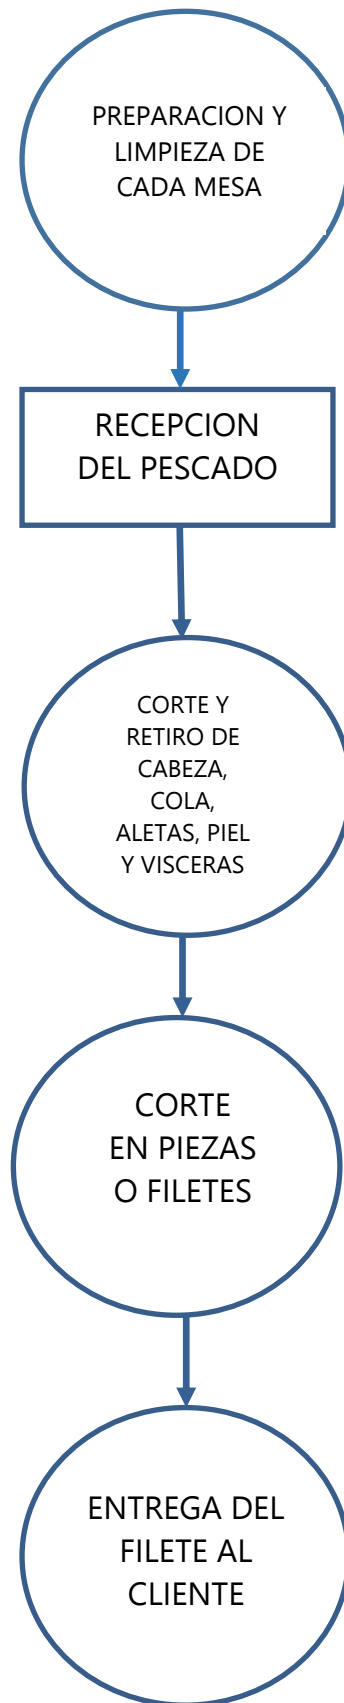 PREPARACION Y
LIMPIEZA DE
CADA MESA
RECEPCION
DEL PESCADO
CORTE Y
RETIRO DE
CABEZA,
COLA,
ALETAS, PIEL
Y VISCERAS
CORTE
EN PIEZAS
O FILETES
ENTREGA DEL
FILETE AL
CLIENTE